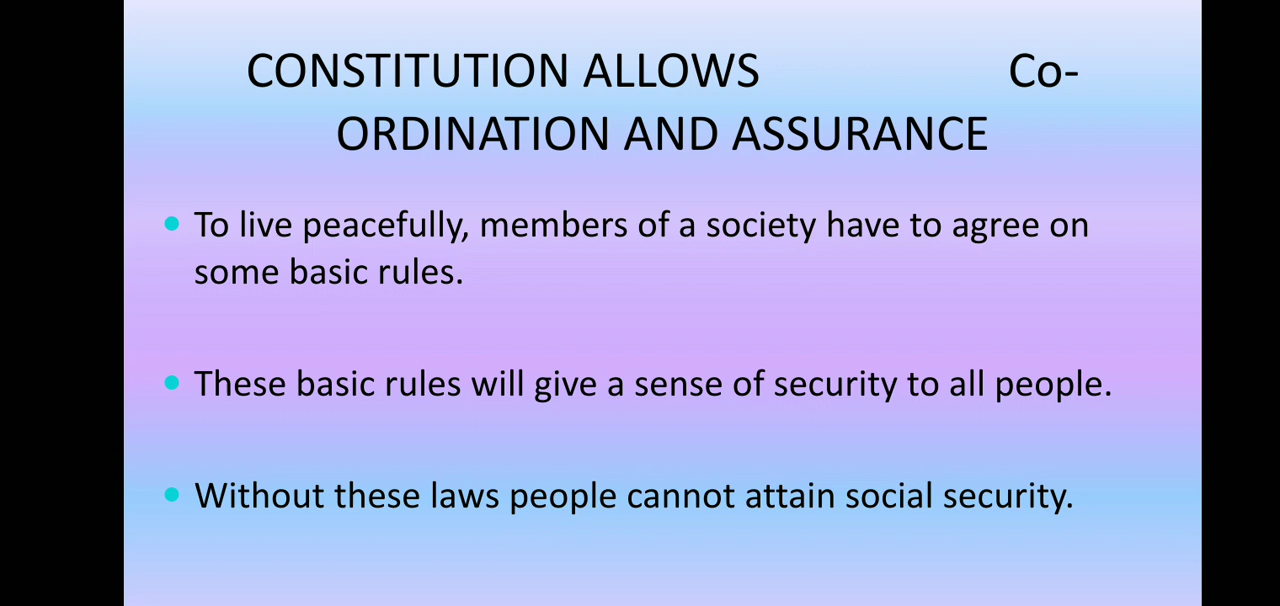 CONSTITUTION ALLOWS Co-
ORDINATION AND ASSURANCE
• To live peacefully, members of a society have to agree on
some basic rules.
• These basic rules will give a sense of security to all people.
• Without these laws people cannot attain social security.